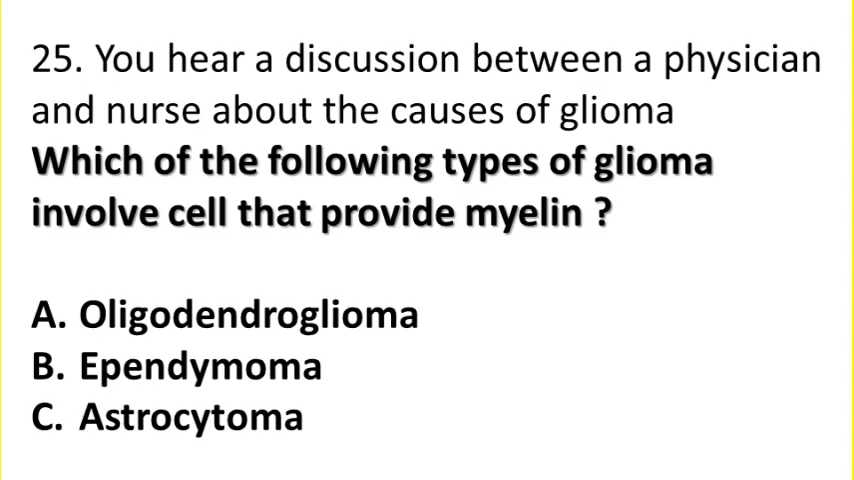 25. You hear a discussion between a physician
and nurse about the causes of glioma
Which of the following types of glioma
involve cell that provide myelin ?
A. Oligodendroglioma
B. Ependymoma
C. Astrocytoma